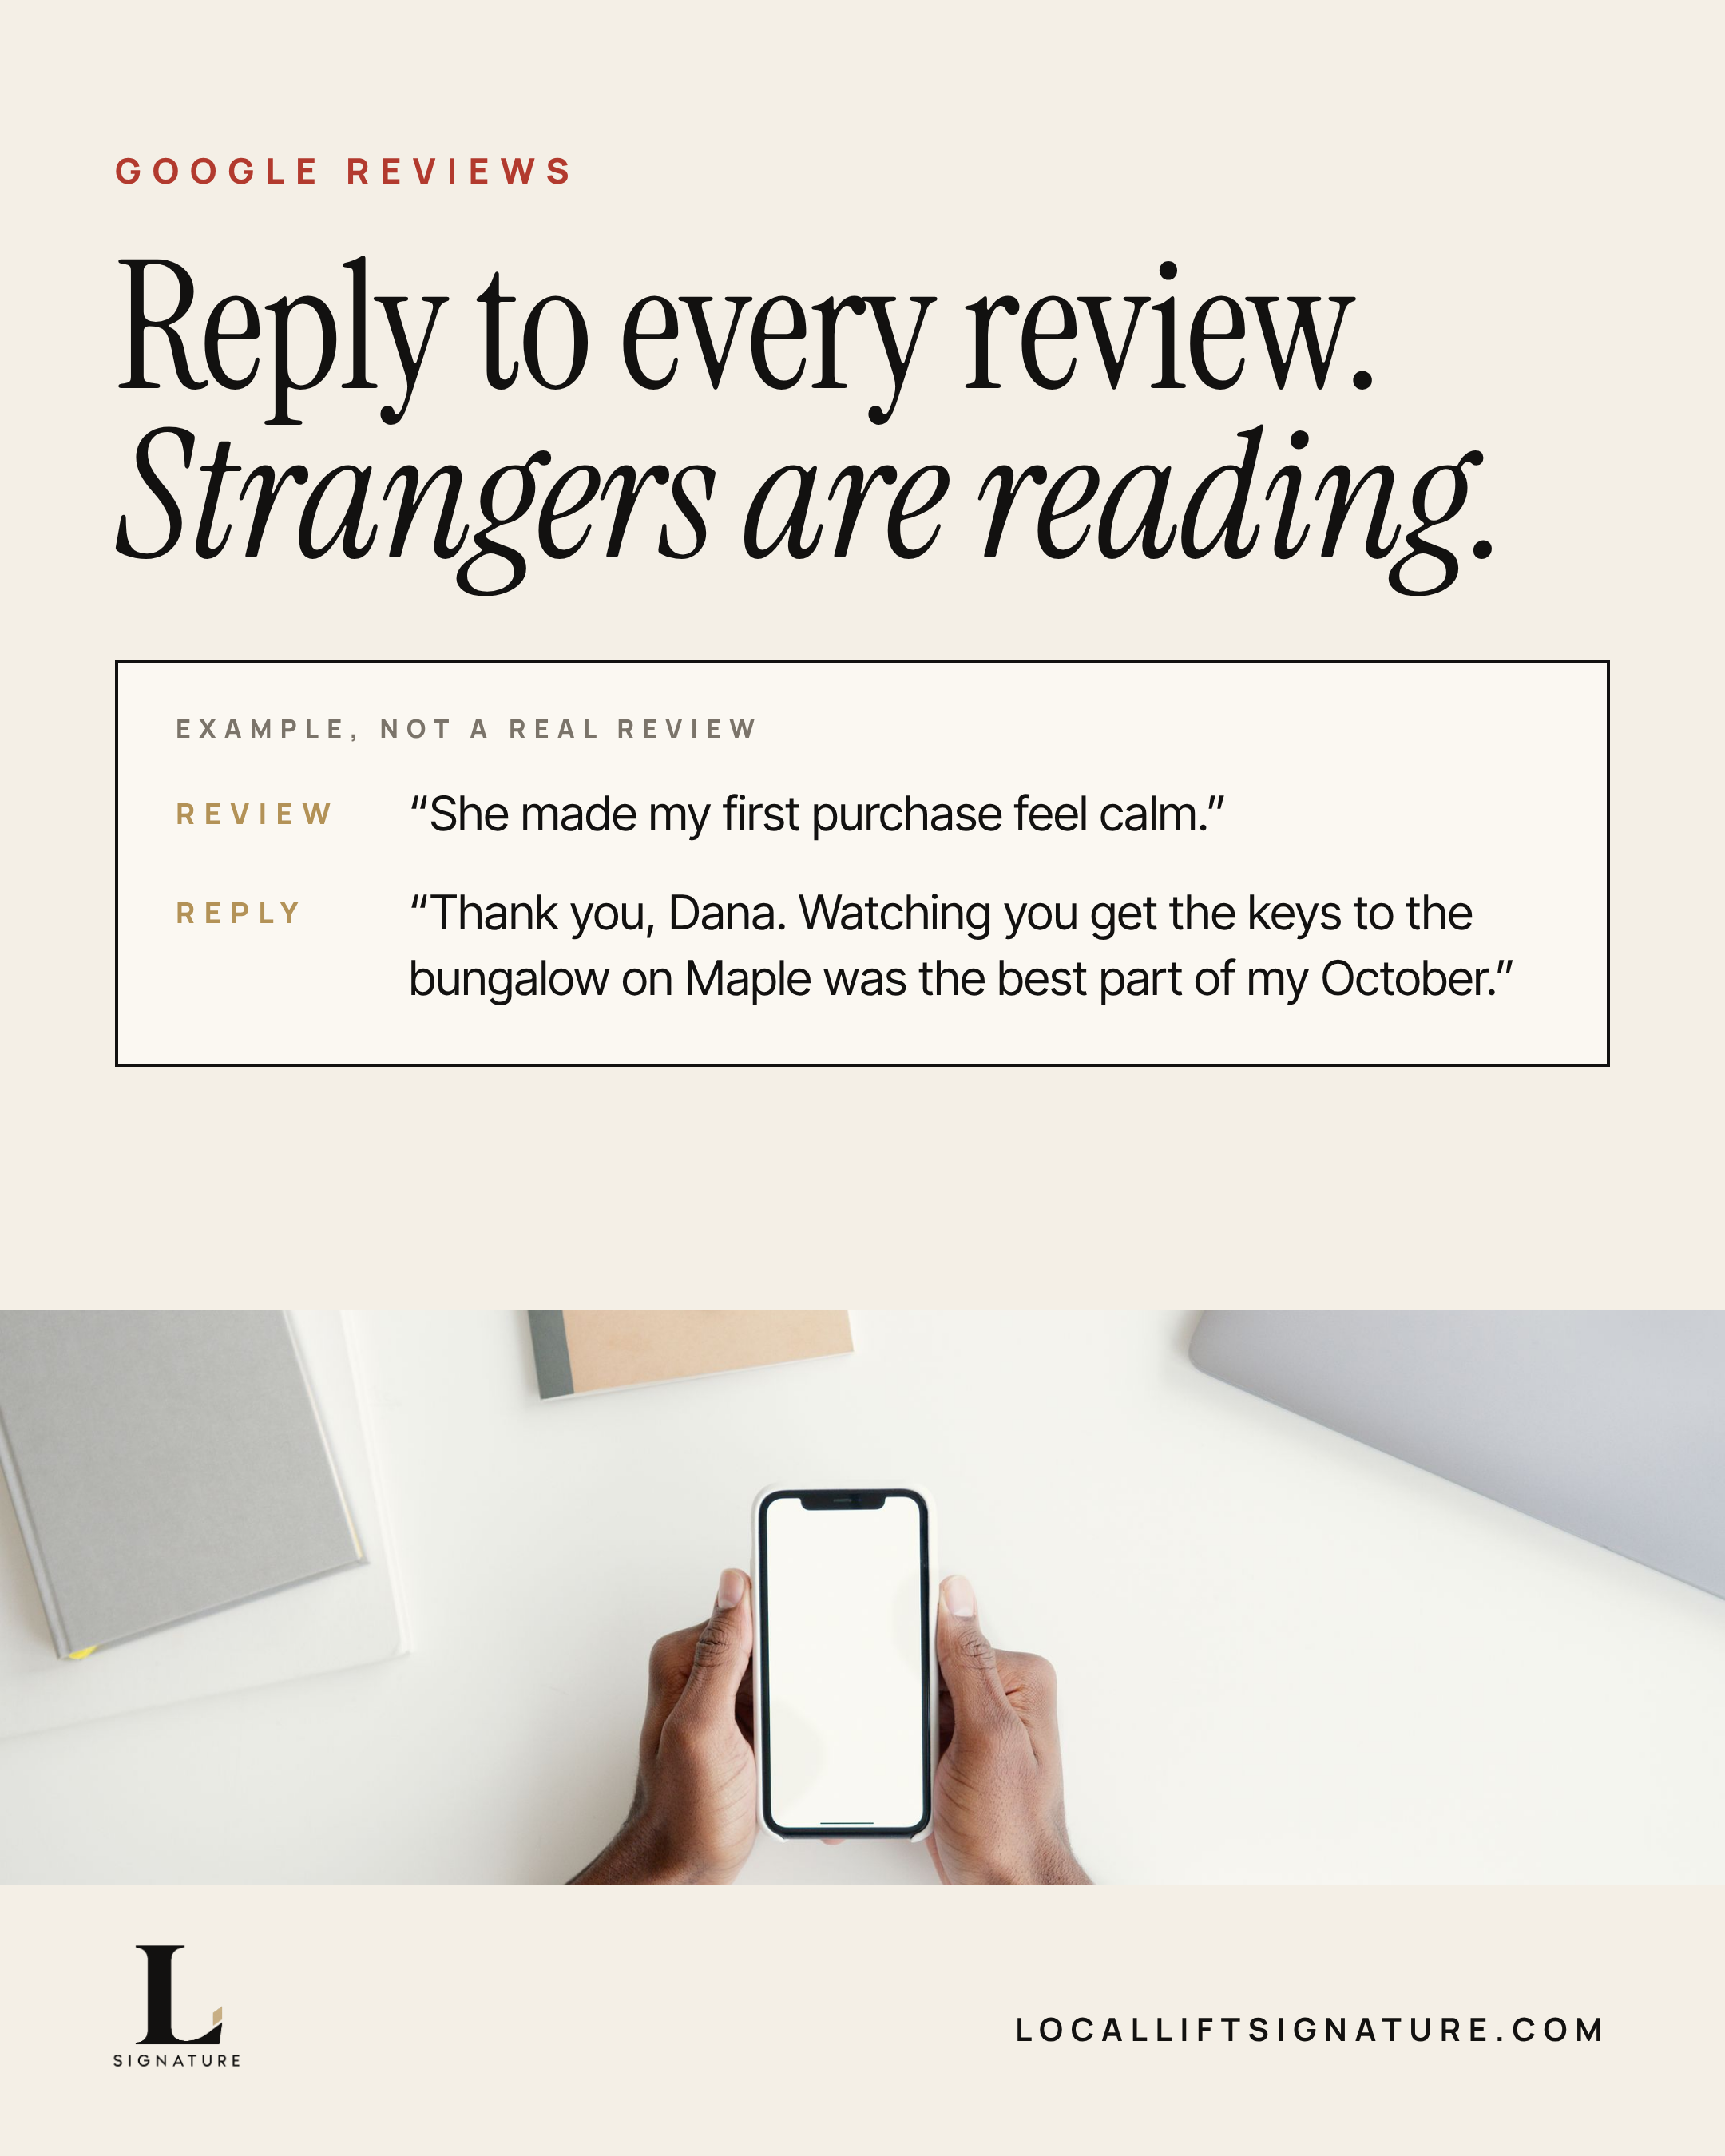 GOOGLE REVIEWS
Reply to every review.
Strangers are reading.
EXAMPLE, NOT A REAL REVIEW
REVIEW “She made my first purchase feel calm.”
REPLY “Thank you, Dana. Watching you get the keys to the
bungalow on Maple was the best part of my October.”
L
SIGNATURE
LOCALLIFTSIGNATURE.COM